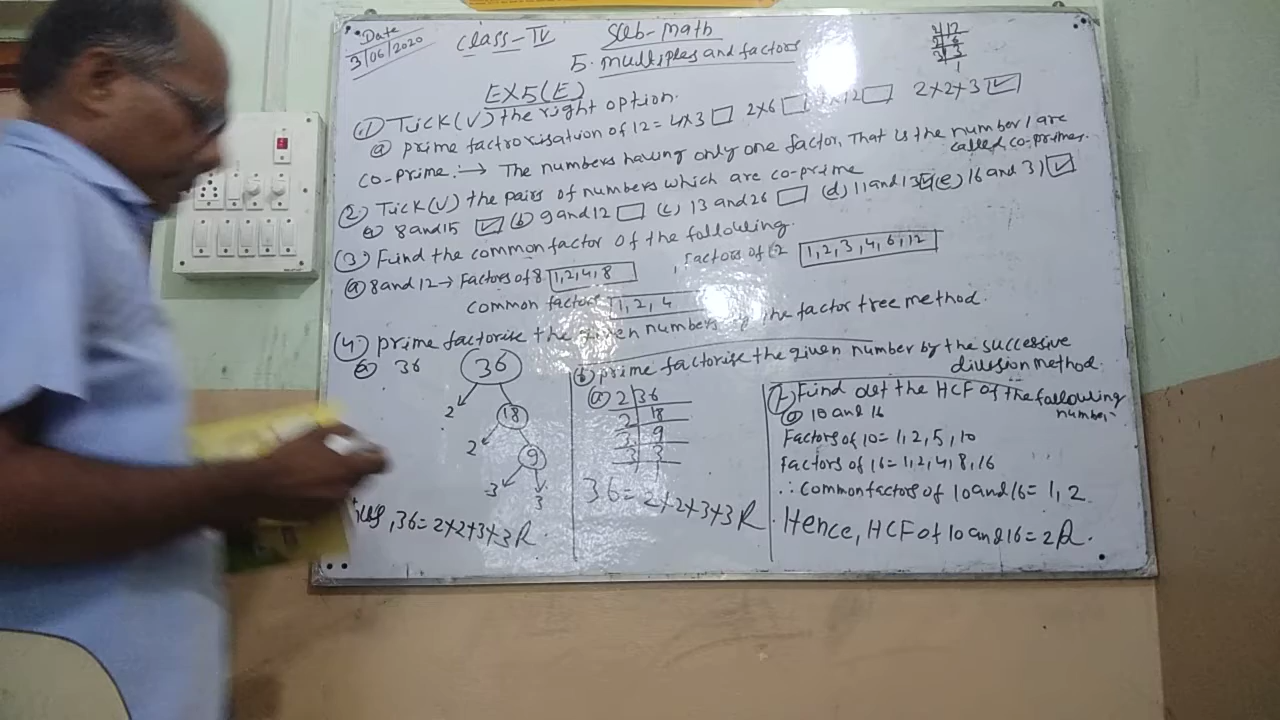 Date
3/06/2020
Class-IV
Sub-Math
5. Multiples and factors
2 12
2 6
3 3
1
EX5(E)
① Tick(√) the right option.
ⓐ prime factorisation of 12 = 4×3 □ 2×6 □ ×12 □ 2×2×3 ☑
co-prime:→ The numbers having only one factor, That is the number 1 are called co-primes.
② Tick(√) the pairs of numbers which are co-prime
ⓐ 8 and 15 ☑ ⓑ 9 and 12 □ (c) 13 and 26 □ (d) 11 and 13 ☑ (e) 16 and 31 ☑
③ Find the common factor of the following.
ⓐ 8 and 12 → Factors of 8 1,2,4,8 , Factors of 12 1,2,3,4,6,12
common factors 1, 2, 4
④ prime factorise the given numbers the factor tree method.
ⓐ 36
36
2 18
2 9
3 3
36 = 2×2×3×3 R
ⓑ prime factorise the given number by the successive division method.
ⓐ 2 36
2 18
3 9
3 3
1
36 = 2×2×3×3 R
Find out the HCF of the following number
ⓐ 10 and 16
Factors of 10 = 1, 2, 5, 10
Factors of 16 = 1, 2, 4, 8, 16
∴ Common factors of 10 and 16 = 1, 2
Hence, HCF of 10 and 16 = 2 R.